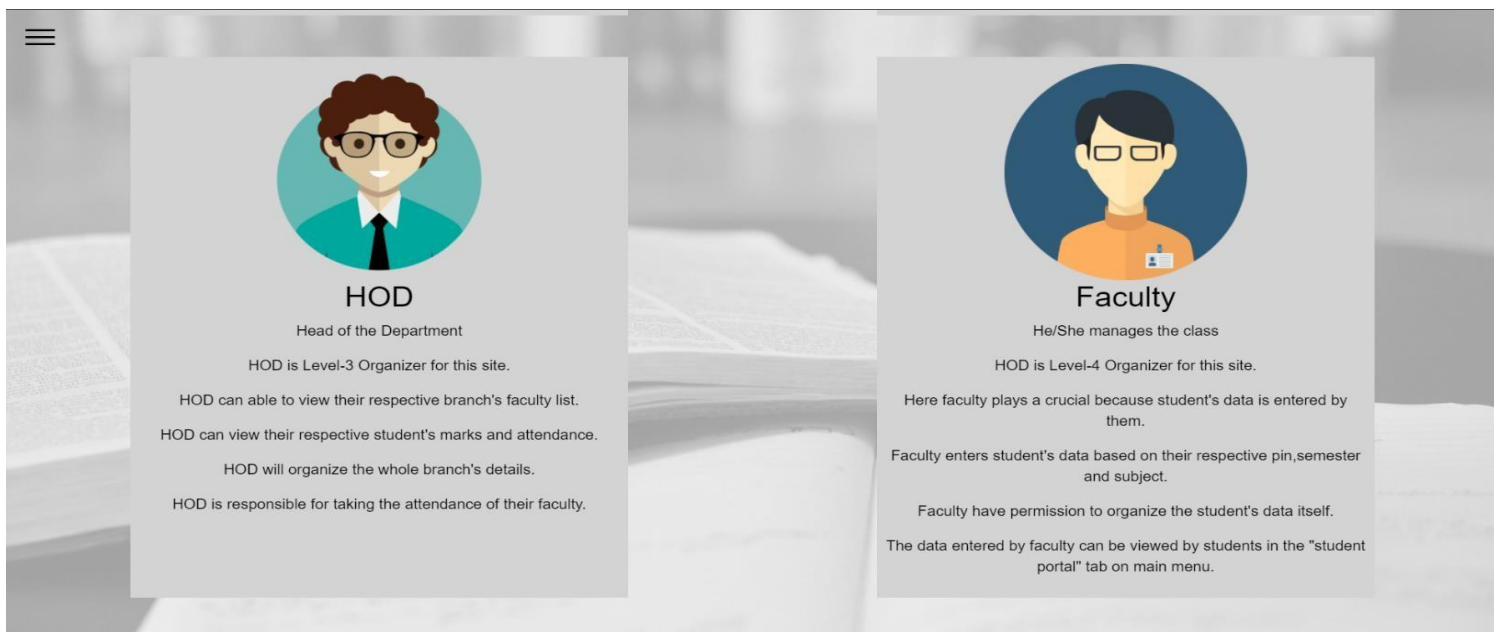 HOD
Head of the Department
HOD is Level-3 Organizer for this site.
HOD can able to view their respective branch's faculty list.
HOD can view their respective student's marks and attendance.
HOD will organize the whole branch's details.
HOD is responsible for taking the attendance of their faculty.
Faculty
He/She manages the class
HOD is Level-4 Organizer for this site.
Here faculty plays a crucial because student's data is entered by
them.
Faculty enters student's data based on their respective pin,semester
and subject.
Faculty have permission to organize the student's data itself.
The data entered by faculty can be viewed by students in the "student
portal" tab on main menu.